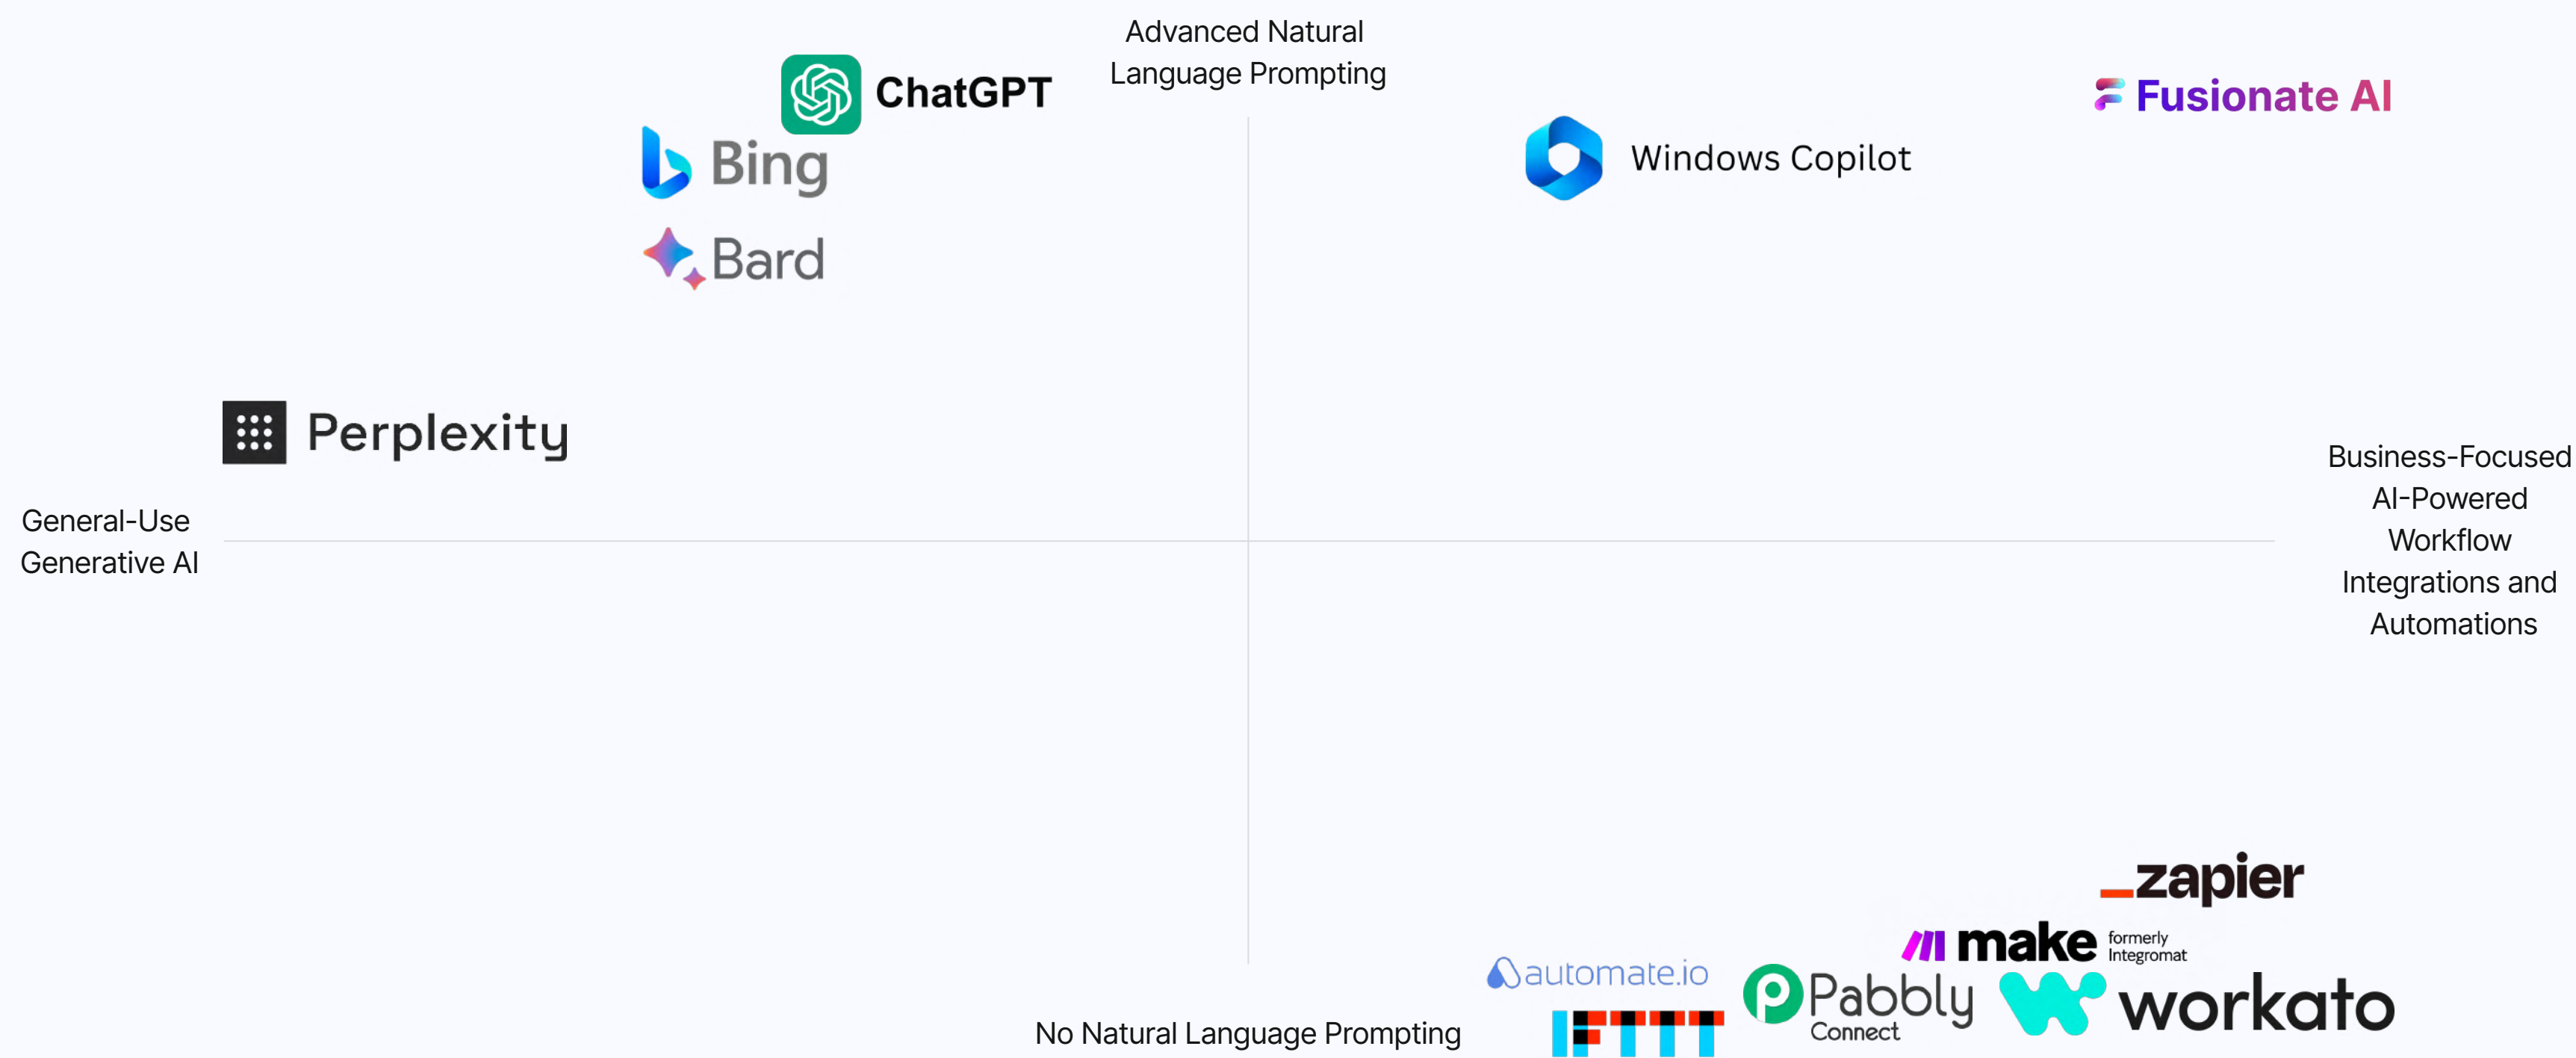 Advanced Natural
Language Prompting
ChatGPT
Fusionate AI
Bing
Windows Copilot
Bard
Perplexity
General-Use
Generative AI
Business-Focused
AI-Powered
Workflow
Integrations and
Automations
zapier
make formerly
Integromat
automate.io
Pabbly
Connect
workato
IFTTT
No Natural Language Prompting